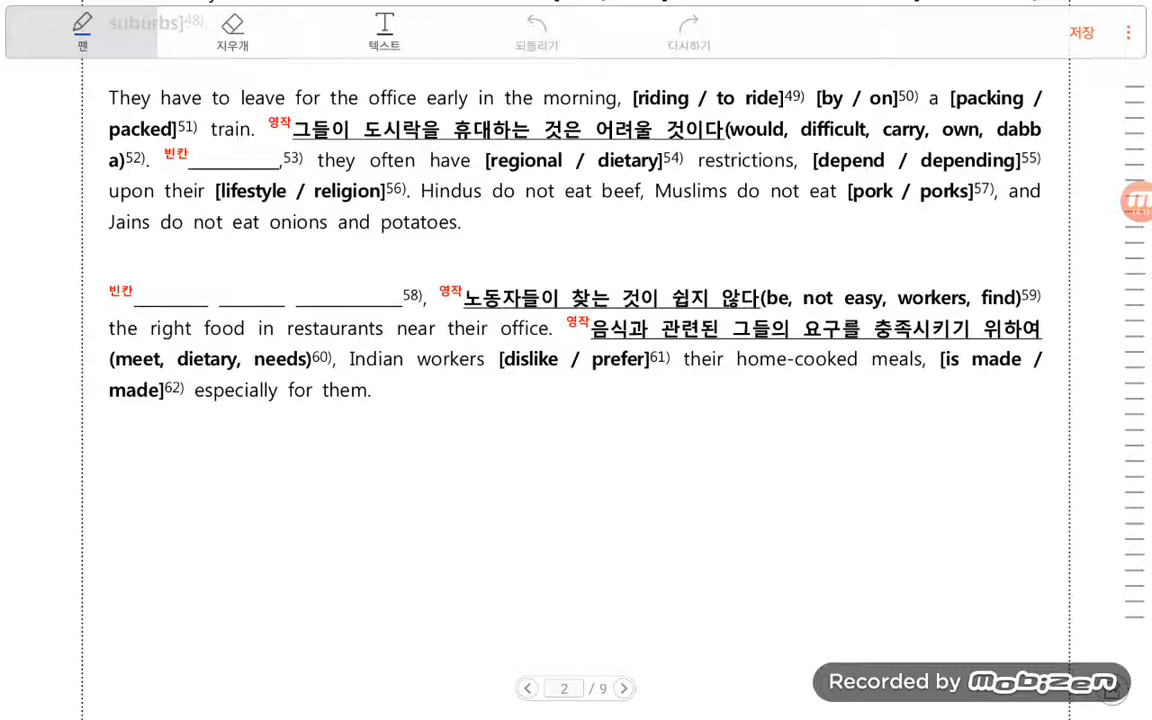 suburbs]48).
펜 지우개 텍스트 되돌리기 다시하기 저장
They have to leave for the office early in the morning, [riding / to ride]49) [by / on]50) a [packing /
packed]51) train. 영작그들이 도시락을 휴대하는 것은 어려울 것이다(would, difficult, carry, own, dabb
a)52). 빈칸__________,53) they often have [regional / dietary]54) restrictions, [depend / depending]55)
upon their [lifestyle / religion]56). Hindus do not eat beef, Muslims do not eat [pork / porks]57), and
Jains do not eat onions and potatoes.
빈칸________ _______ ___________58), 영작노동자들이 찾는 것이 쉽지 않다(be, not easy, workers, find)59)
the right food in restaurants near their office. 영작음식과 관련된 그들의 요구를 충족시키기 위하여
(meet, dietary, needs)60), Indian workers [dislike / prefer]61) their home-cooked meals, [is made /
made]62) especially for them.
2 / 9
Recorded by mobizen